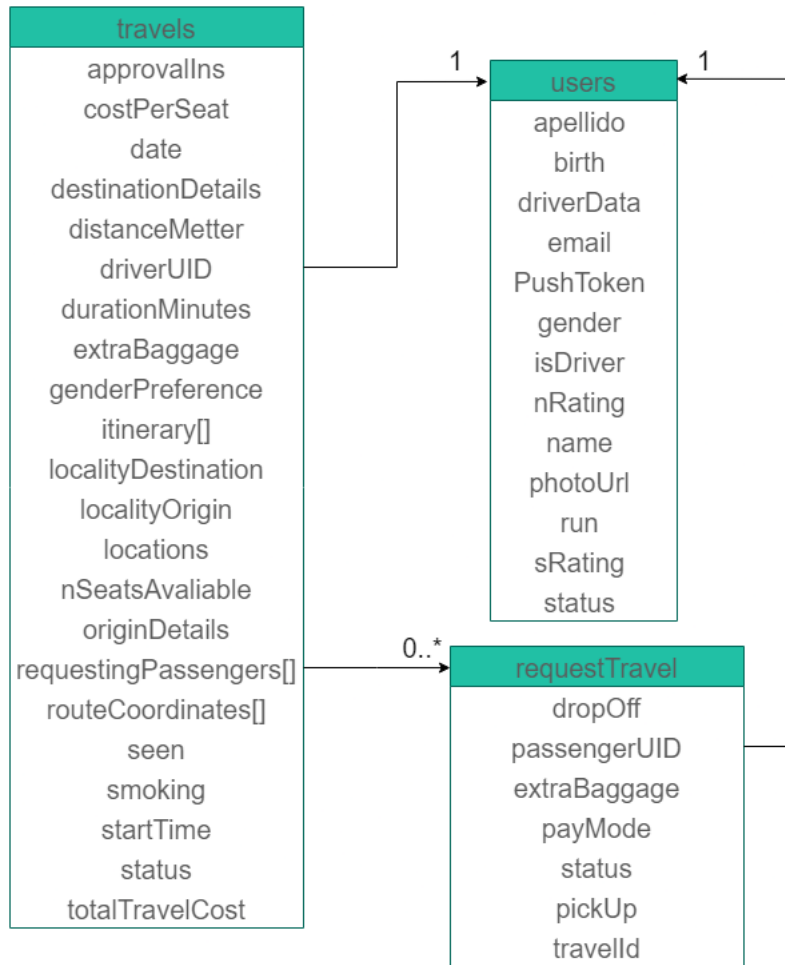 travels
approvalIns
costPerSeat
date
destinationDetails
distanceMetter
driverUID
durationMinutes
extraBaggage
genderPreference
itinerary[]
localityDestination
localityOrigin
locations
nSeatsAvaliable
originDetails
requestingPassengers[]
routeCoordinates[]
seen
smoking
startTime
status
totalTravelCost
1
1
users
apellido
birth
driverData
email
PushToken
gender
isDriver
nRating
name
photoUrl
run
sRating
status
0..*
requestTravel
dropOff
passengerUID
extraBaggage
payMode
status
pickUp
travelId